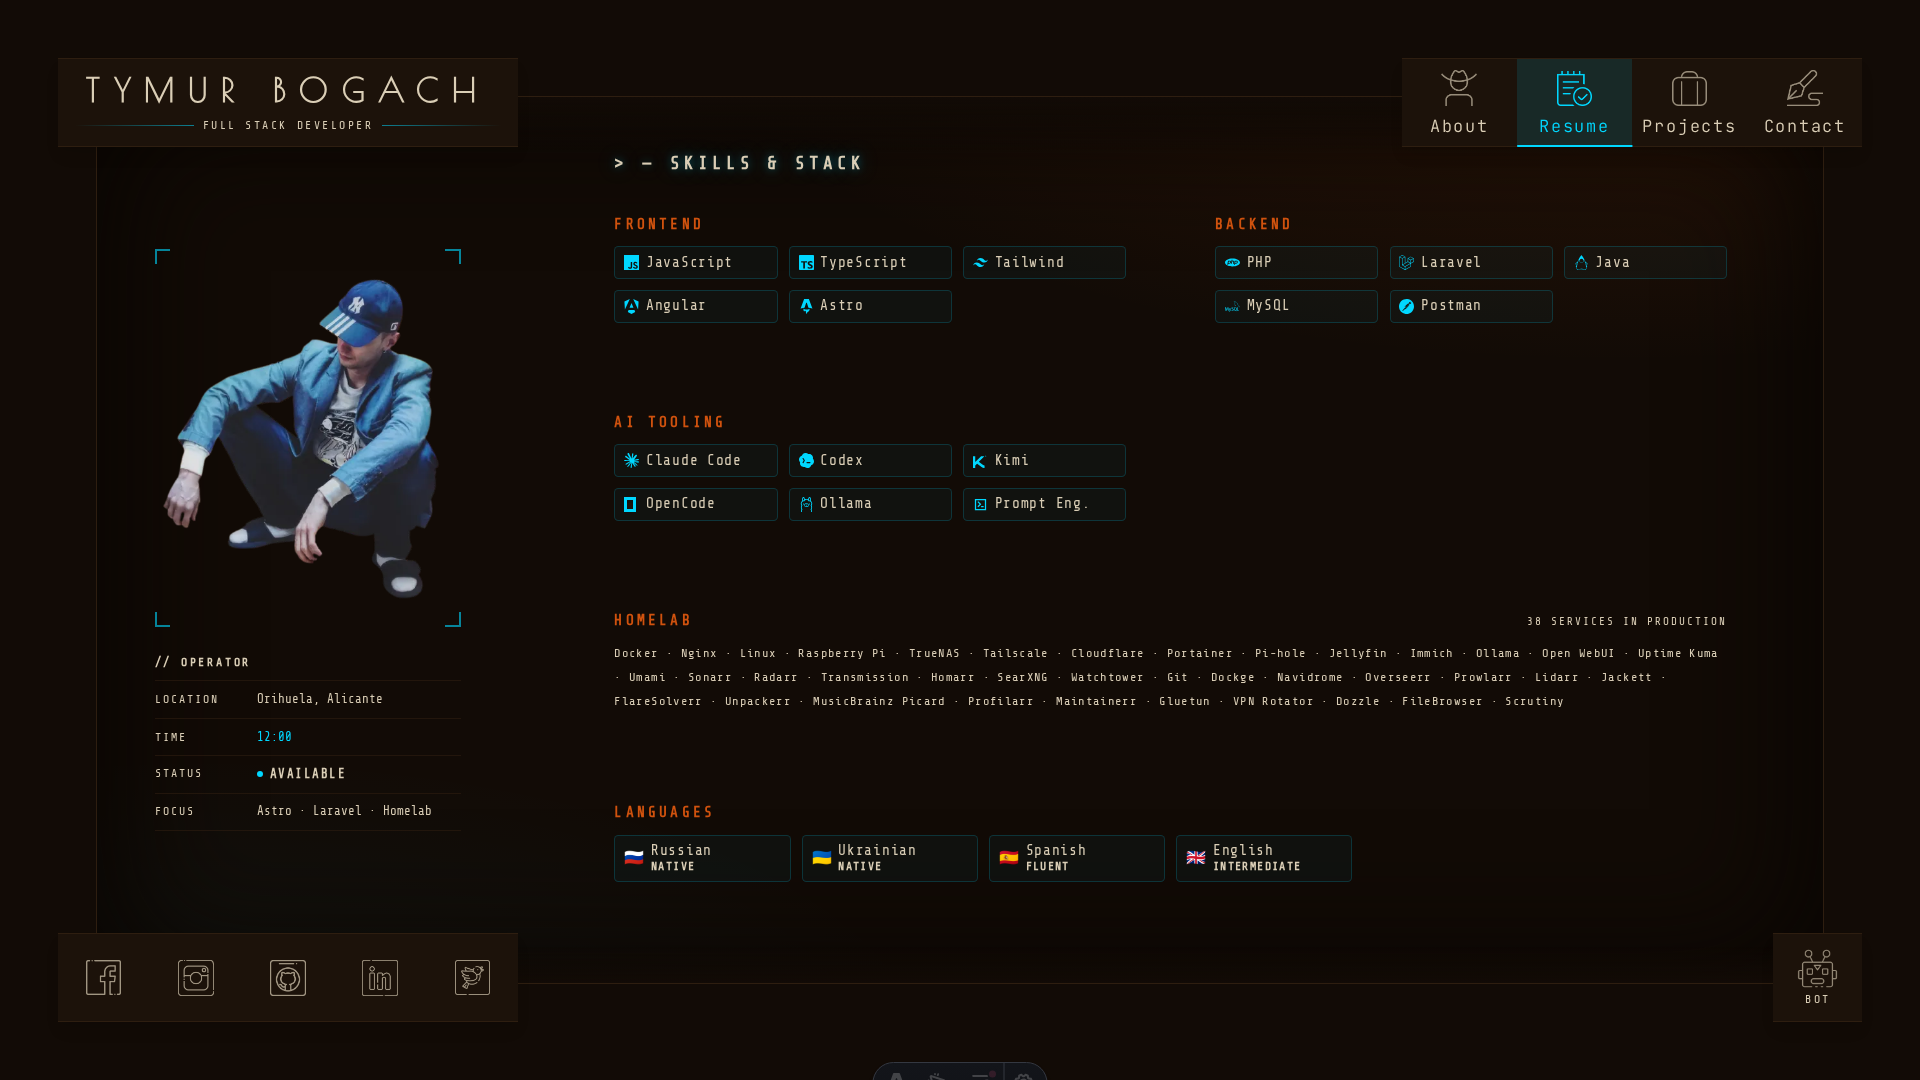 TYMUR BOGACH
FULL STACK DEVELOPER
About
Resume
Projects
Contact
> — SKILLS & STACK
FRONTEND
JavaScript
TypeScript
Tailwind
Angular
Astro
BACKEND
PHP
Laravel
Java
MySQL
Postman
AI TOOLING
Claude Code
Codex
Kimi
OpenCode
Ollama
Prompt Eng.
HOMELAB
38 SERVICES IN PRODUCTION
Docker · Nginx · Linux · Raspberry Pi · TrueNAS · Tailscale · Cloudflare · Portainer · Pi-hole · Jellyfin · Immich · Ollama · Open WebUI · Uptime Kuma
· Umami · Sonarr · Radarr · Transmission · Homarr · SearXNG · Watchtower · Git · Dockge · Navidrome · Overseerr · Prowlarr · Lidarr · Jackett ·
FlareSolverr · Unpackerr · MusicBrainz Picard · Profilarr · Maintainerr · Gluetun · VPN Rotator · Dozzle · FileBrowser · Scrutiny
LANGUAGES
Russian
NATIVE
Ukrainian
NATIVE
Spanish
FLUENT
English
INTERMEDIATE
// OPERATOR
LOCATION Orihuela, Alicante
TIME 12:00
STATUS AVAILABLE
FOCUS Astro · Laravel · Homelab
BOT